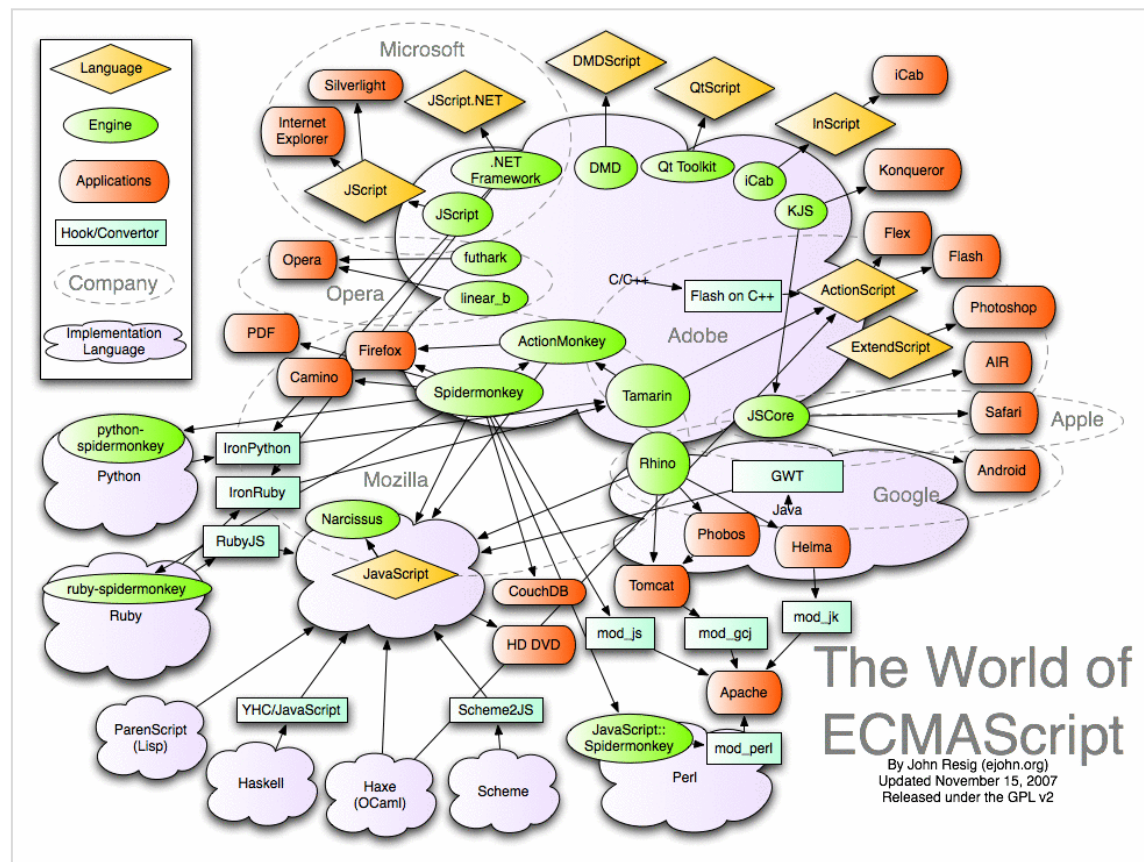 Language
Engine
Applications
Hook/Convertor
Company
Implementation
Language
Microsoft
Silverlight
Internet
Explorer
JScript.NET
.NET
Framework
JScript
JScript
DMDScript
QtScript
DMD
Qt Toolkit
iCab
InScript
iCab
KJS
Konqueror
Opera
futhark
linear_b
Opera
C/C++
Flash on C++
ActionScript
Flex
Flash
Adobe
ExtendScript
Photoshop
PDF
Firefox
Camino
ActionMonkey
Spidermonkey
Tamarin
JSCore
AIR
Safari
Apple
Android
python-
spidermonkey
Python
IronPython
IronRuby
RubyJS
ruby-spidermonkey
Ruby
Mozilla
Narcissus
JavaScript
Rhino
GWT
Java
Google
Phobos
Helma
CouchDB
HD DVD
Tomcat
mod_js
mod_gcj
mod_jk
Apache
mod_perl
JavaScript::
Spidermonkey
Perl
ParenScript
(Lisp)
YHC/JavaScript
Haskell
Haxe
(OCaml)
Scheme2JS
Scheme
The World of
ECMAScript
By John Resig (ejohn.org)
Updated November 15, 2007
Released under the GPL v2